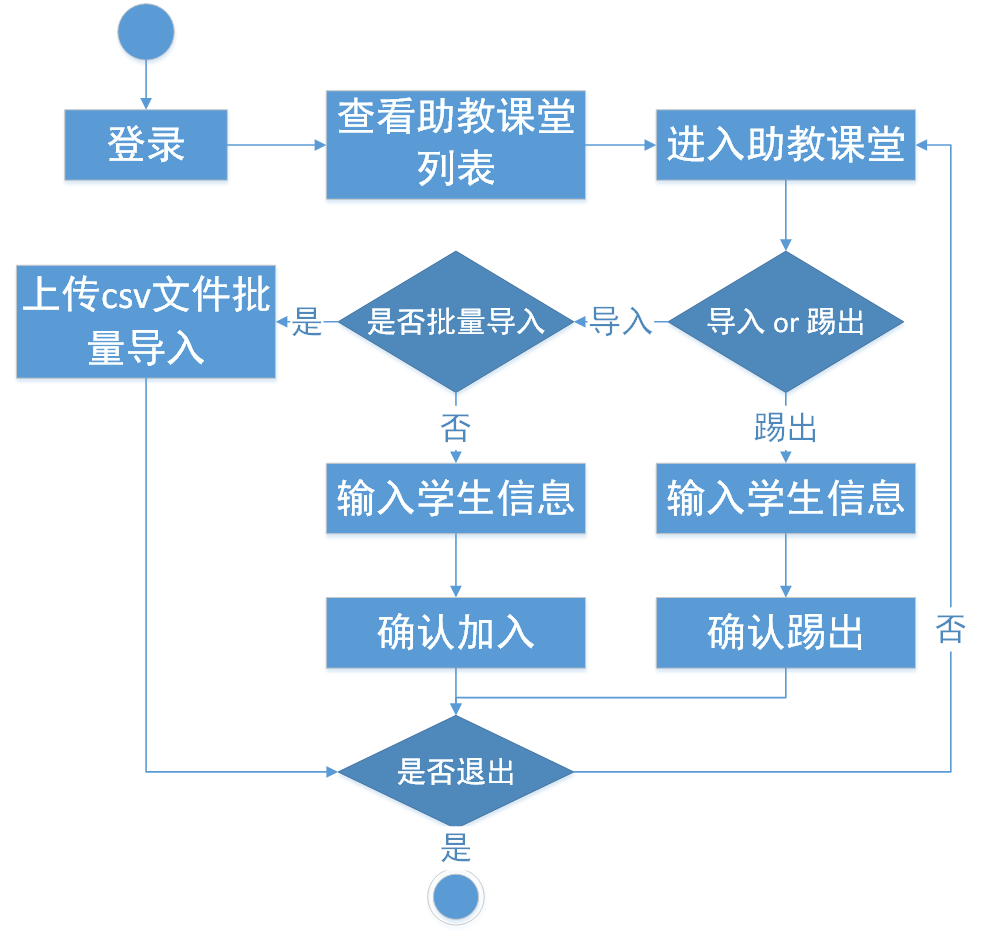 登录
查看助教课堂
列表
进入助教课堂
上传csv文件批
量导入
是
是否批量导入
导入
导入 or 踢出
否
踢出
输入学生信息
输入学生信息
确认加入
确认踢出
否
是否退出
是